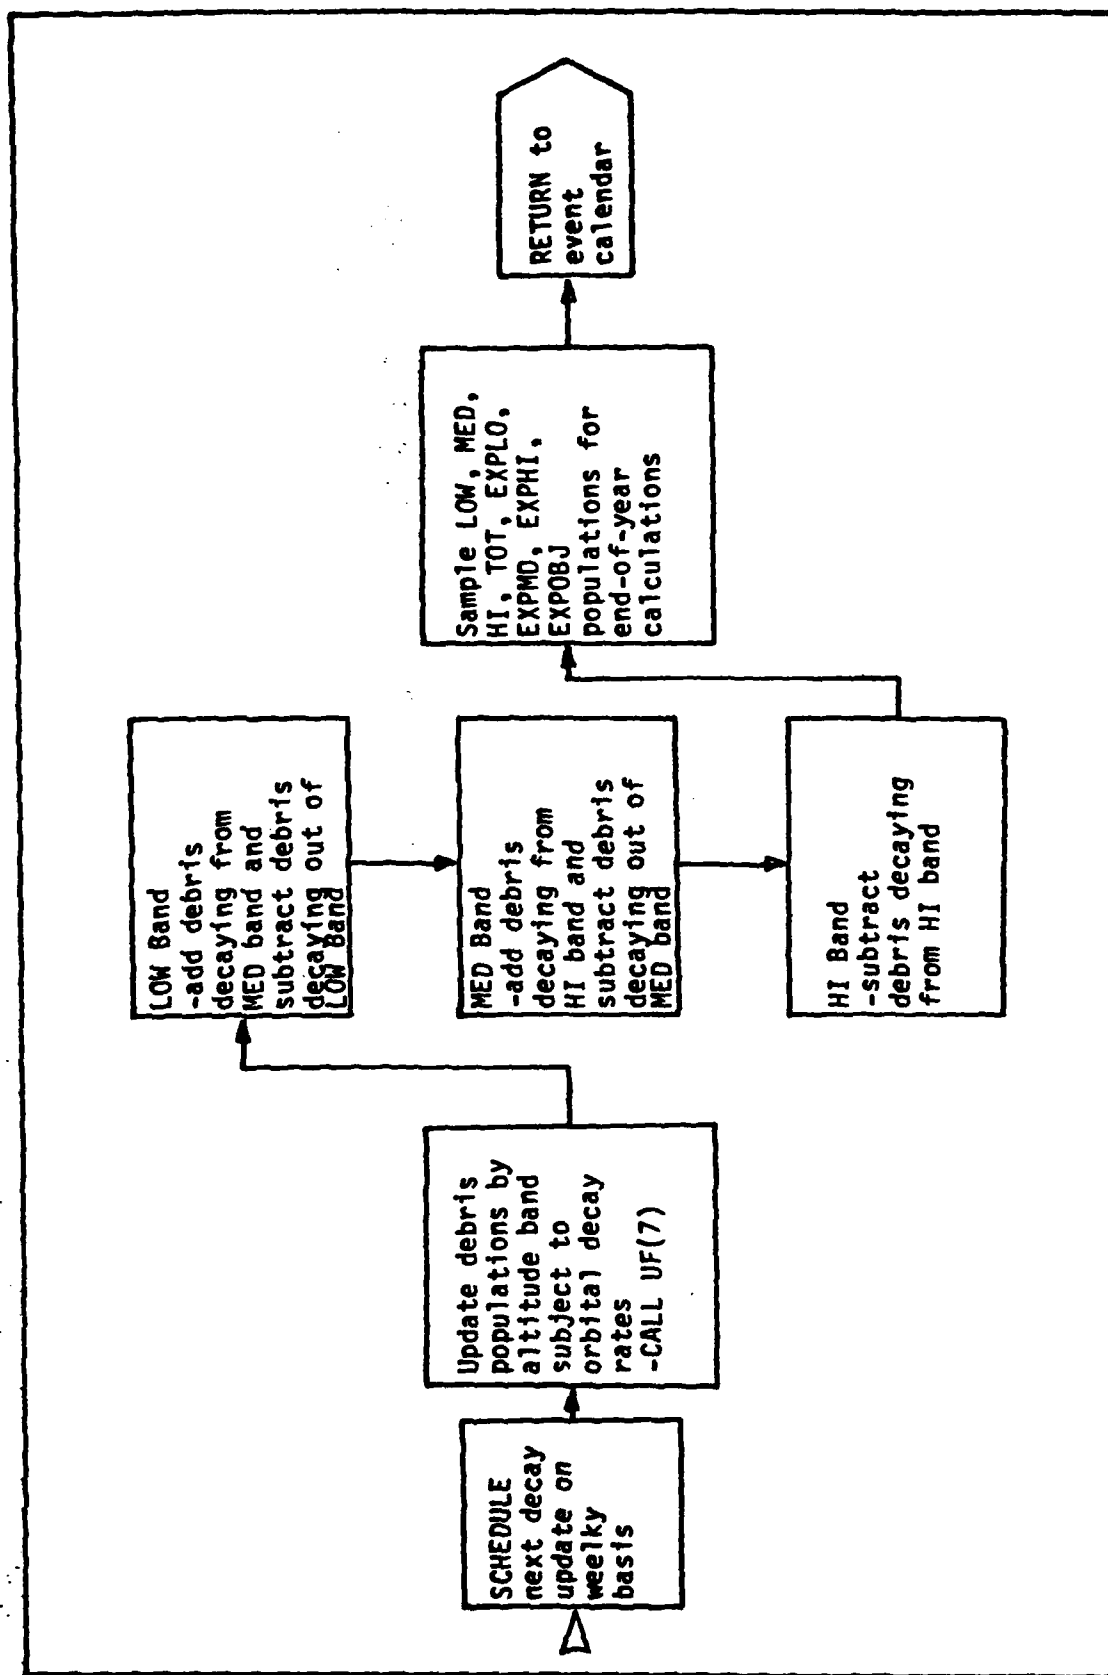 SCHEDULE
next decay
update on
weelky
basis
Update debris
populations by
altitude band
subject to
orbital decay
rates
-CALL UF(7)
LOW Band
-add debris
decaying from
MED band and
subtract debris
decaying out of
LOW Band
MED Band
-add debris
decaying from
HI band and
subtract debris
decaying out of
MED band
HI Band
-subtract
debris decaying
from HI band
Sample LOW, MED,
HI, TOT, EXPLO,
EXPMD, EXPHI,
EXPOBJ
populations for
end-of-year
calculations
RETURN to
event
calendar